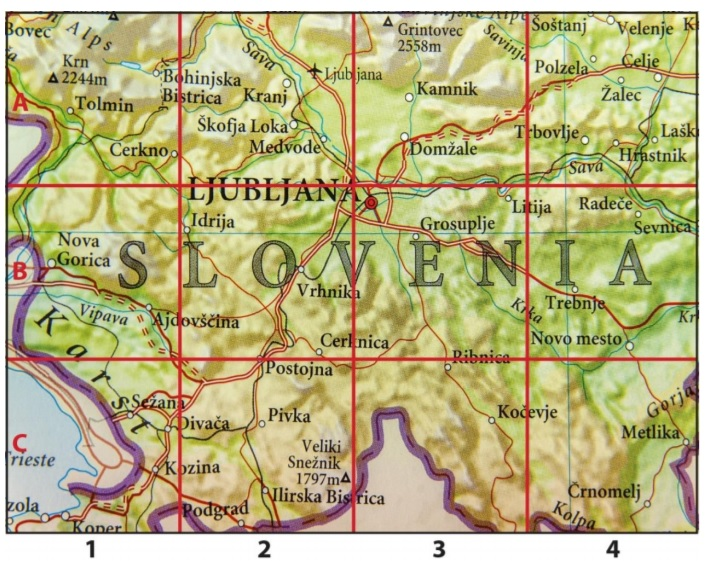 Bovec
n Alps
Krn
2244m
Tolmin
A
Bohinjska
Bistrica
Cerkno
Sava
Ljubljana
Kranj
Škofja Loka
Medvode
Grintovec
2558m
Savinja
Kamnik
Domžale
Šoštanj
Velenje
Polzela
Celje
Žalec
Trbovlje
Hrastnik
Sava
LJUBLJANA
Idrija
Litija
Radeče
Sevnica
Grosuplje
Nova
Gorica
B
SLOVENIA
Vrhnika
Vipava
Ajdovščina
Krka
Trebnje
Novo mesto
Cerknica
Postojna
Ribnica
Karst
Sežana
Divača
Pivka
Kočevje
Metlika
C
Kozina
Veliki
Snežnik
1797m
Ilirska Bistrica
Podgrad
Koper
Črnomelj
Kolpa
1
2
3
4